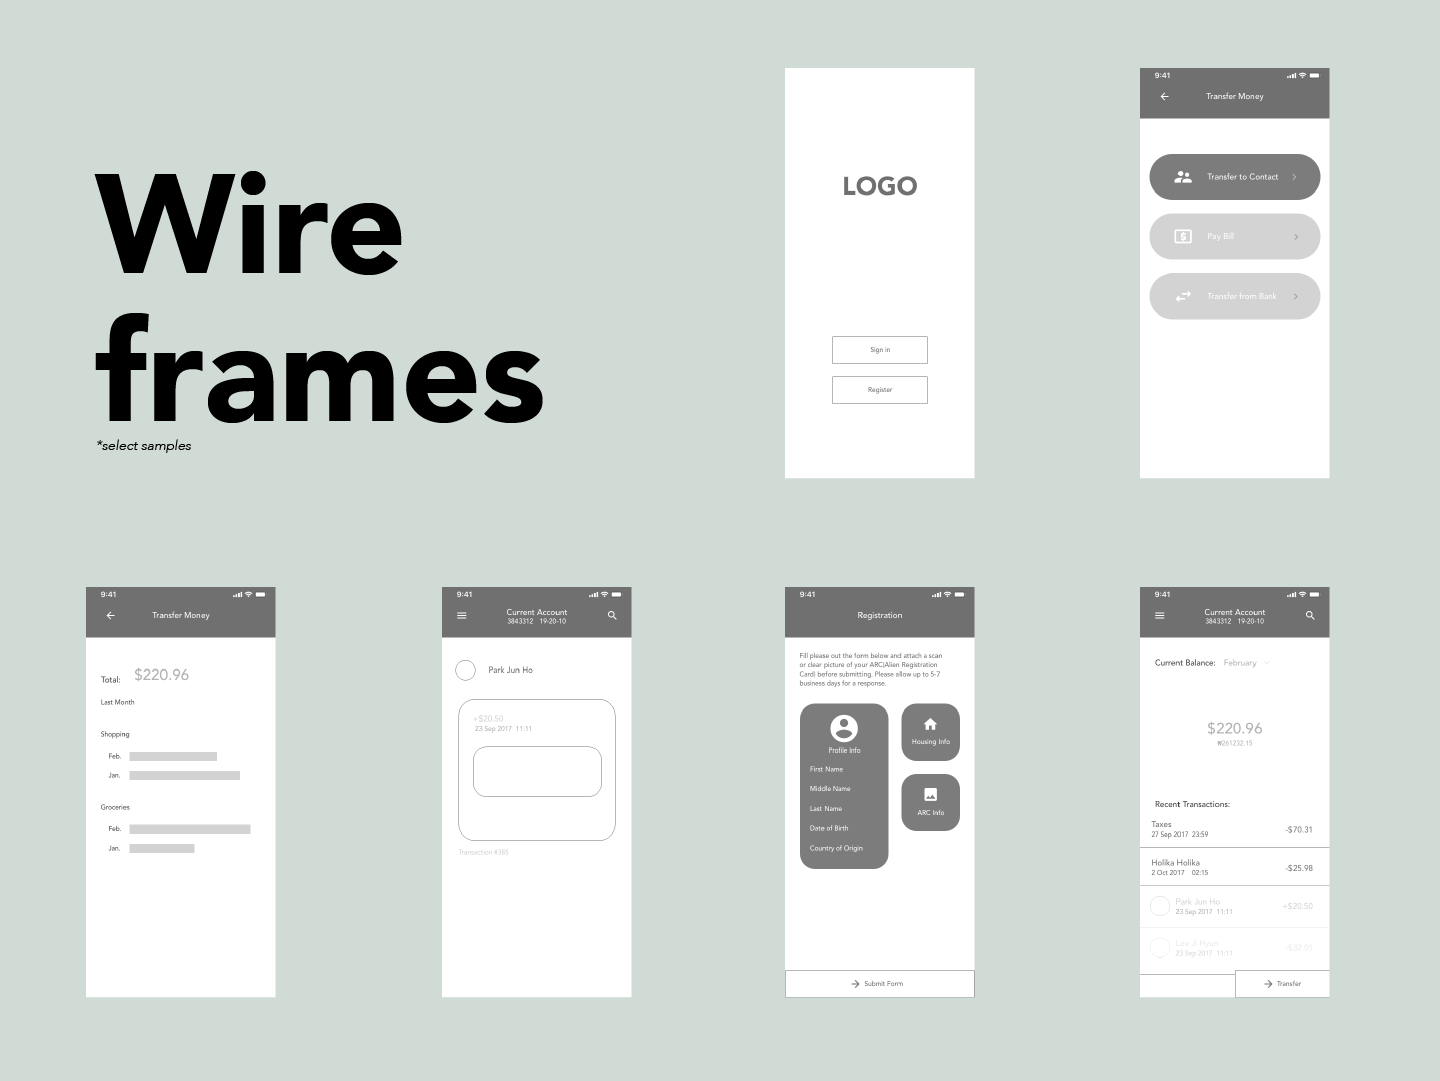 Wire
frames
*select samples
LOGO
Sign in
Register
9:41
Transfer Money
Transfer to Contact
Pay Bill
Transfer from Bank
9:41
Transfer Money
Total: $220.96
Last Month
Shopping
Feb.
Jan.
Groceries
Feb.
Jan.
9:41
Current Account
3843312 19-20-10
Park Jun Ho
+$20.50
23 Sep 2017 11:11
Transection #385
9:41
Registration
Fill please out the form below and attach a scan
or clear picture of your ARC(Alien Registration
Card) before submitting. Please allow up to 5-7
business days for a response.
Profile Info
First Name
Middle Name
Last Name
Date of Birth
Country of Origin
Housing Info
ARC Info
Submit Form
9:41
Current Account
3843312 19-20-10
Current Balance: February
$220.96
₩261232.15
Recent Transactions:
Taxes
27 Sep 2017 23:59
-$70.31
Holika Holika
2 Oct 2017 02:15
-$25.98
Park Jun Ho
23 Sep 2017 11:11
+$20.50
Lee Ji Hyun
23 Sep 2017 11:11
-$32.05
Transfer